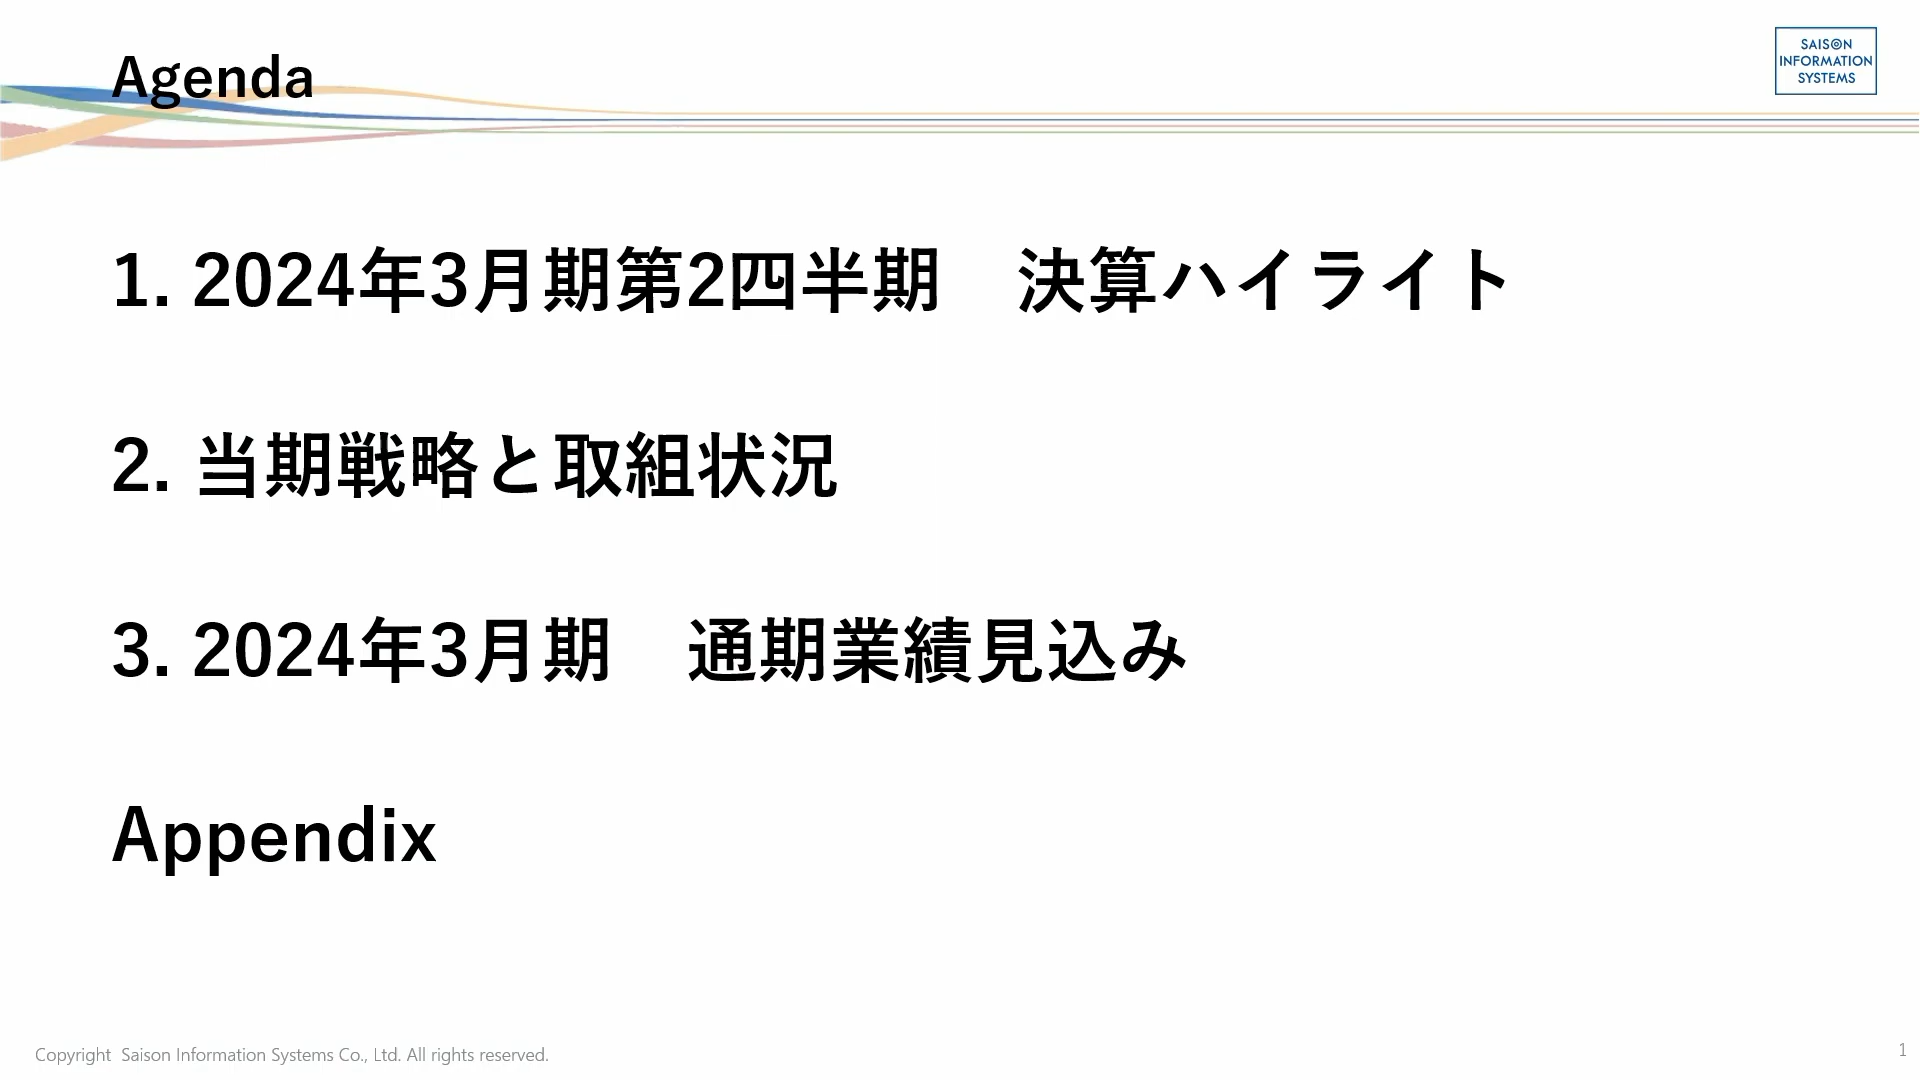 Agenda
SAISON
INFORMATION
SYSTEMS
1. 2024年3月期第2四半期　決算ハイライト
2. 当期戦略と取組状況
3. 2024年3月期　通期業績見込み
Appendix
Copyright  Saison Information Systems Co., Ltd. All rights reserved.
1